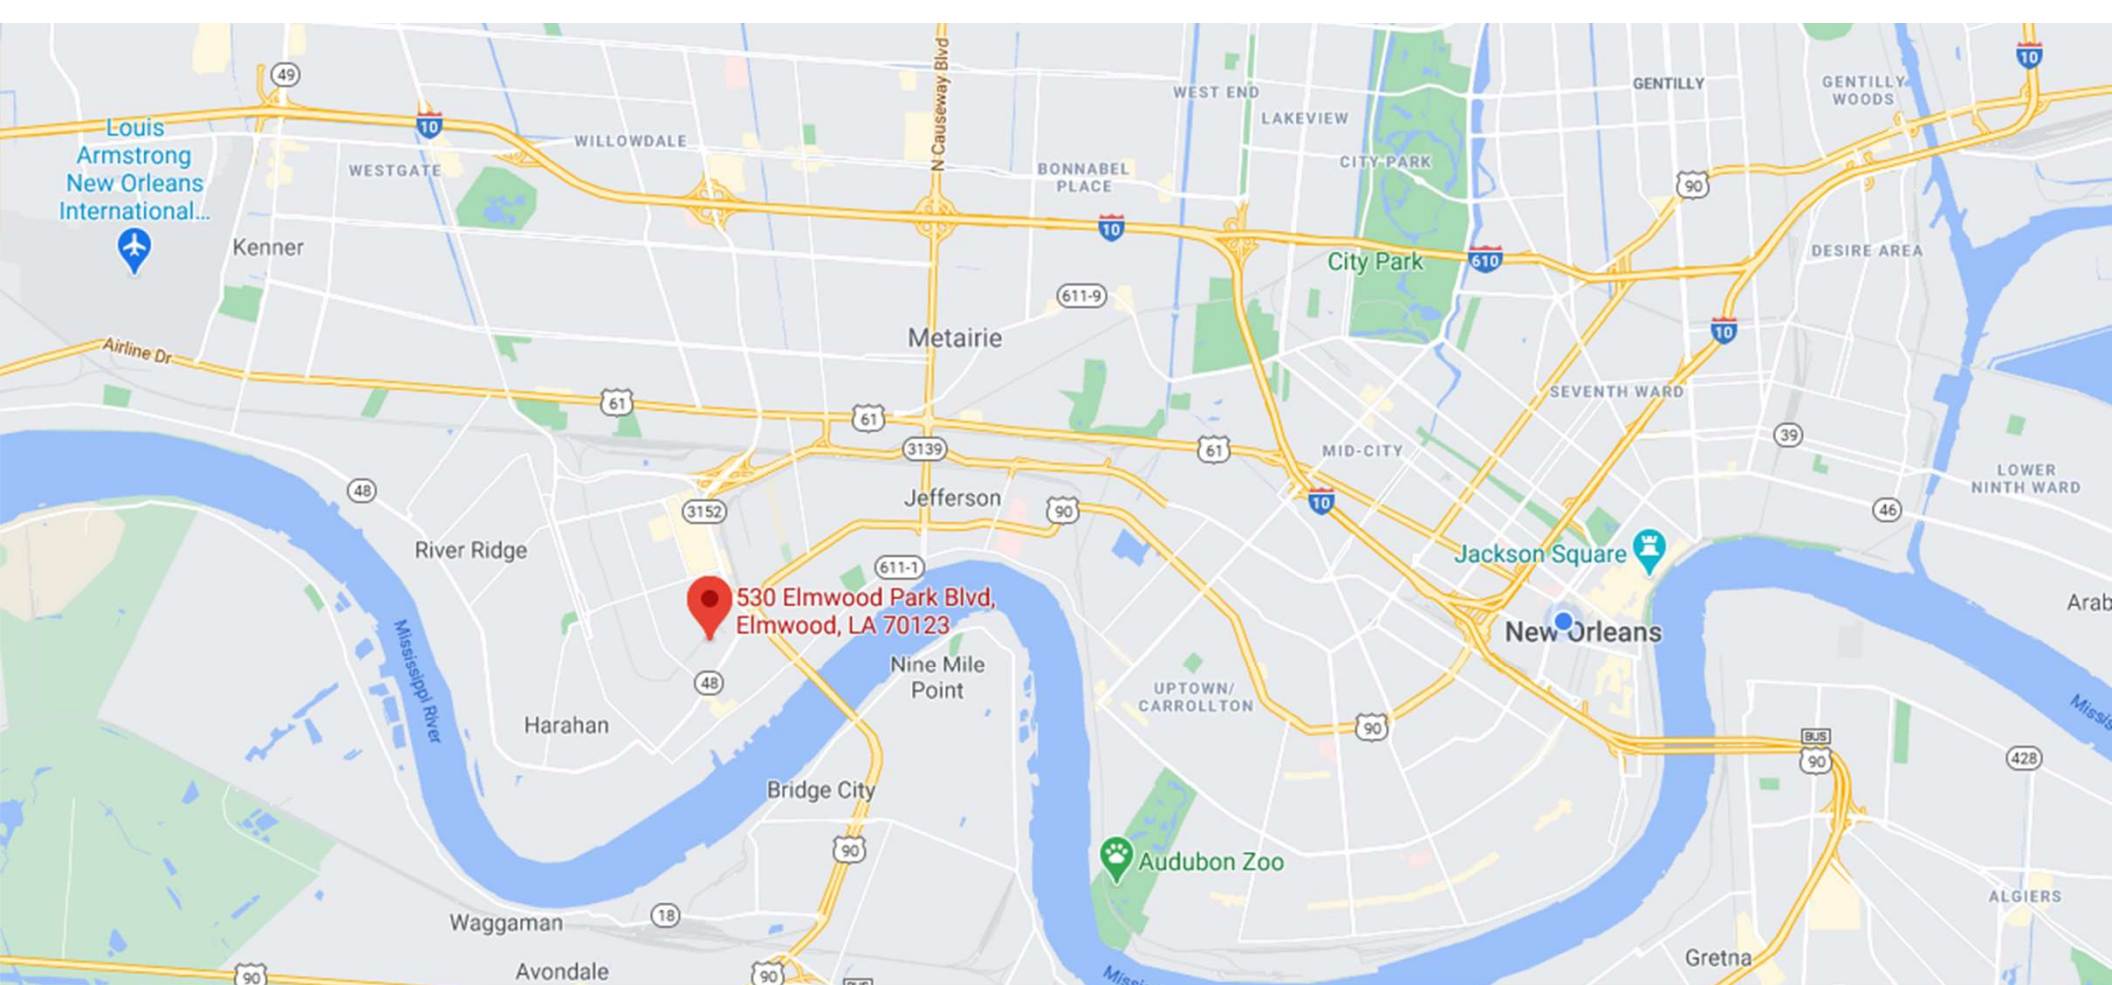 10
49
N Causeway Blvd
GENTILLY
GENTILLY
WOODS
WEST END
LAKEVIEW
Louis
Armstrong
New Orleans
International...
10
WILLOWDALE
WESTGATE
BONNABEL
PLACE
CITY PARK
90
Kenner
10
City Park
610
DESIRE AREA
611-9
Metairie
10
Airline Dr
61
61
SEVENTH WARD
3139
61
MID-CITY
39
LOWER
NINTH WARD
48
Jefferson
10
3152
90
46
River Ridge
Jackson Square
611-1
530 Elmwood Park Blvd,
Elmwood, LA 70123
Arab
New Orleans
Mississippi River
Nine Mile
Point
48
UPTOWN/
CARROLLTON
Harahan
90
Missis
BUS
90
428
Bridge City
90
Audubon Zoo
ALGIERS
Waggaman
18
Gretna
Avondale
90
90
BUS
Missi